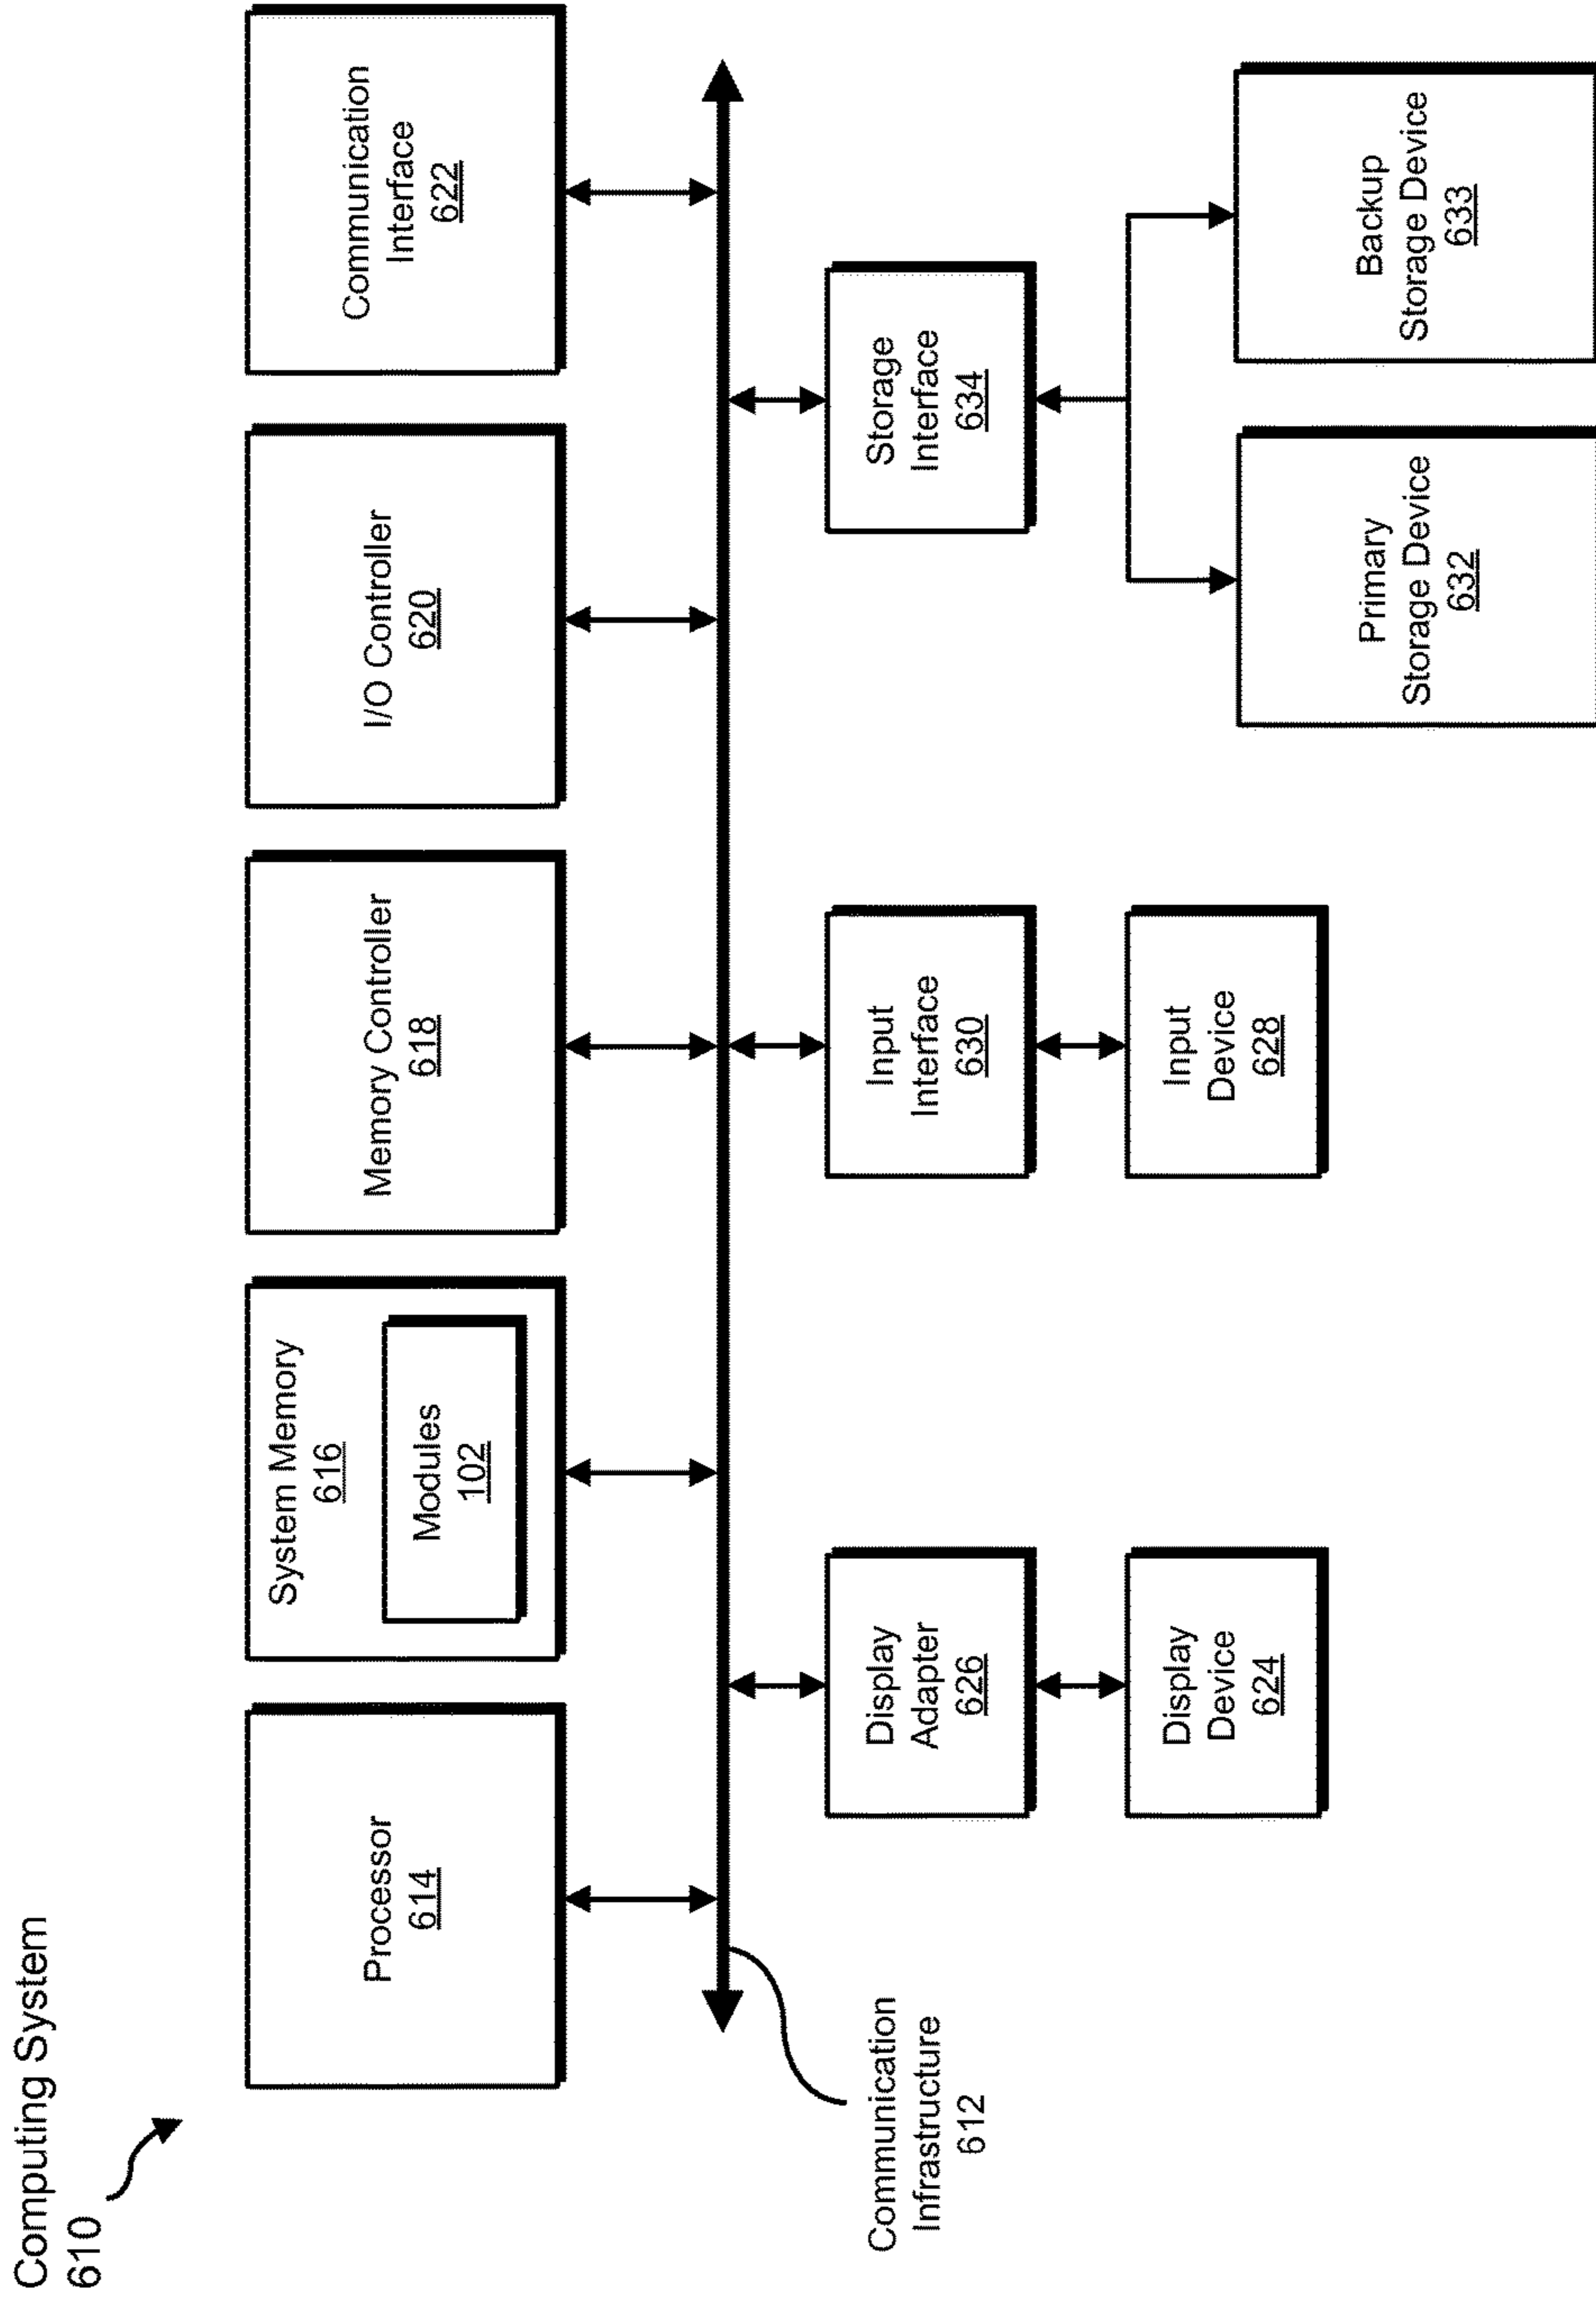 Computing System
610
Processor
614
System Memory
616
Modules
102
Memory Controller
618
I/O Controller
620
Communication
Interface
622
Communication
Infrastructure
612
Display
Adapter
626
Input
Interface
630
Storage
Interface
634
Display
Device
624
Input
Device
628
Primary
Storage Device
632
Backup
Storage Device
633